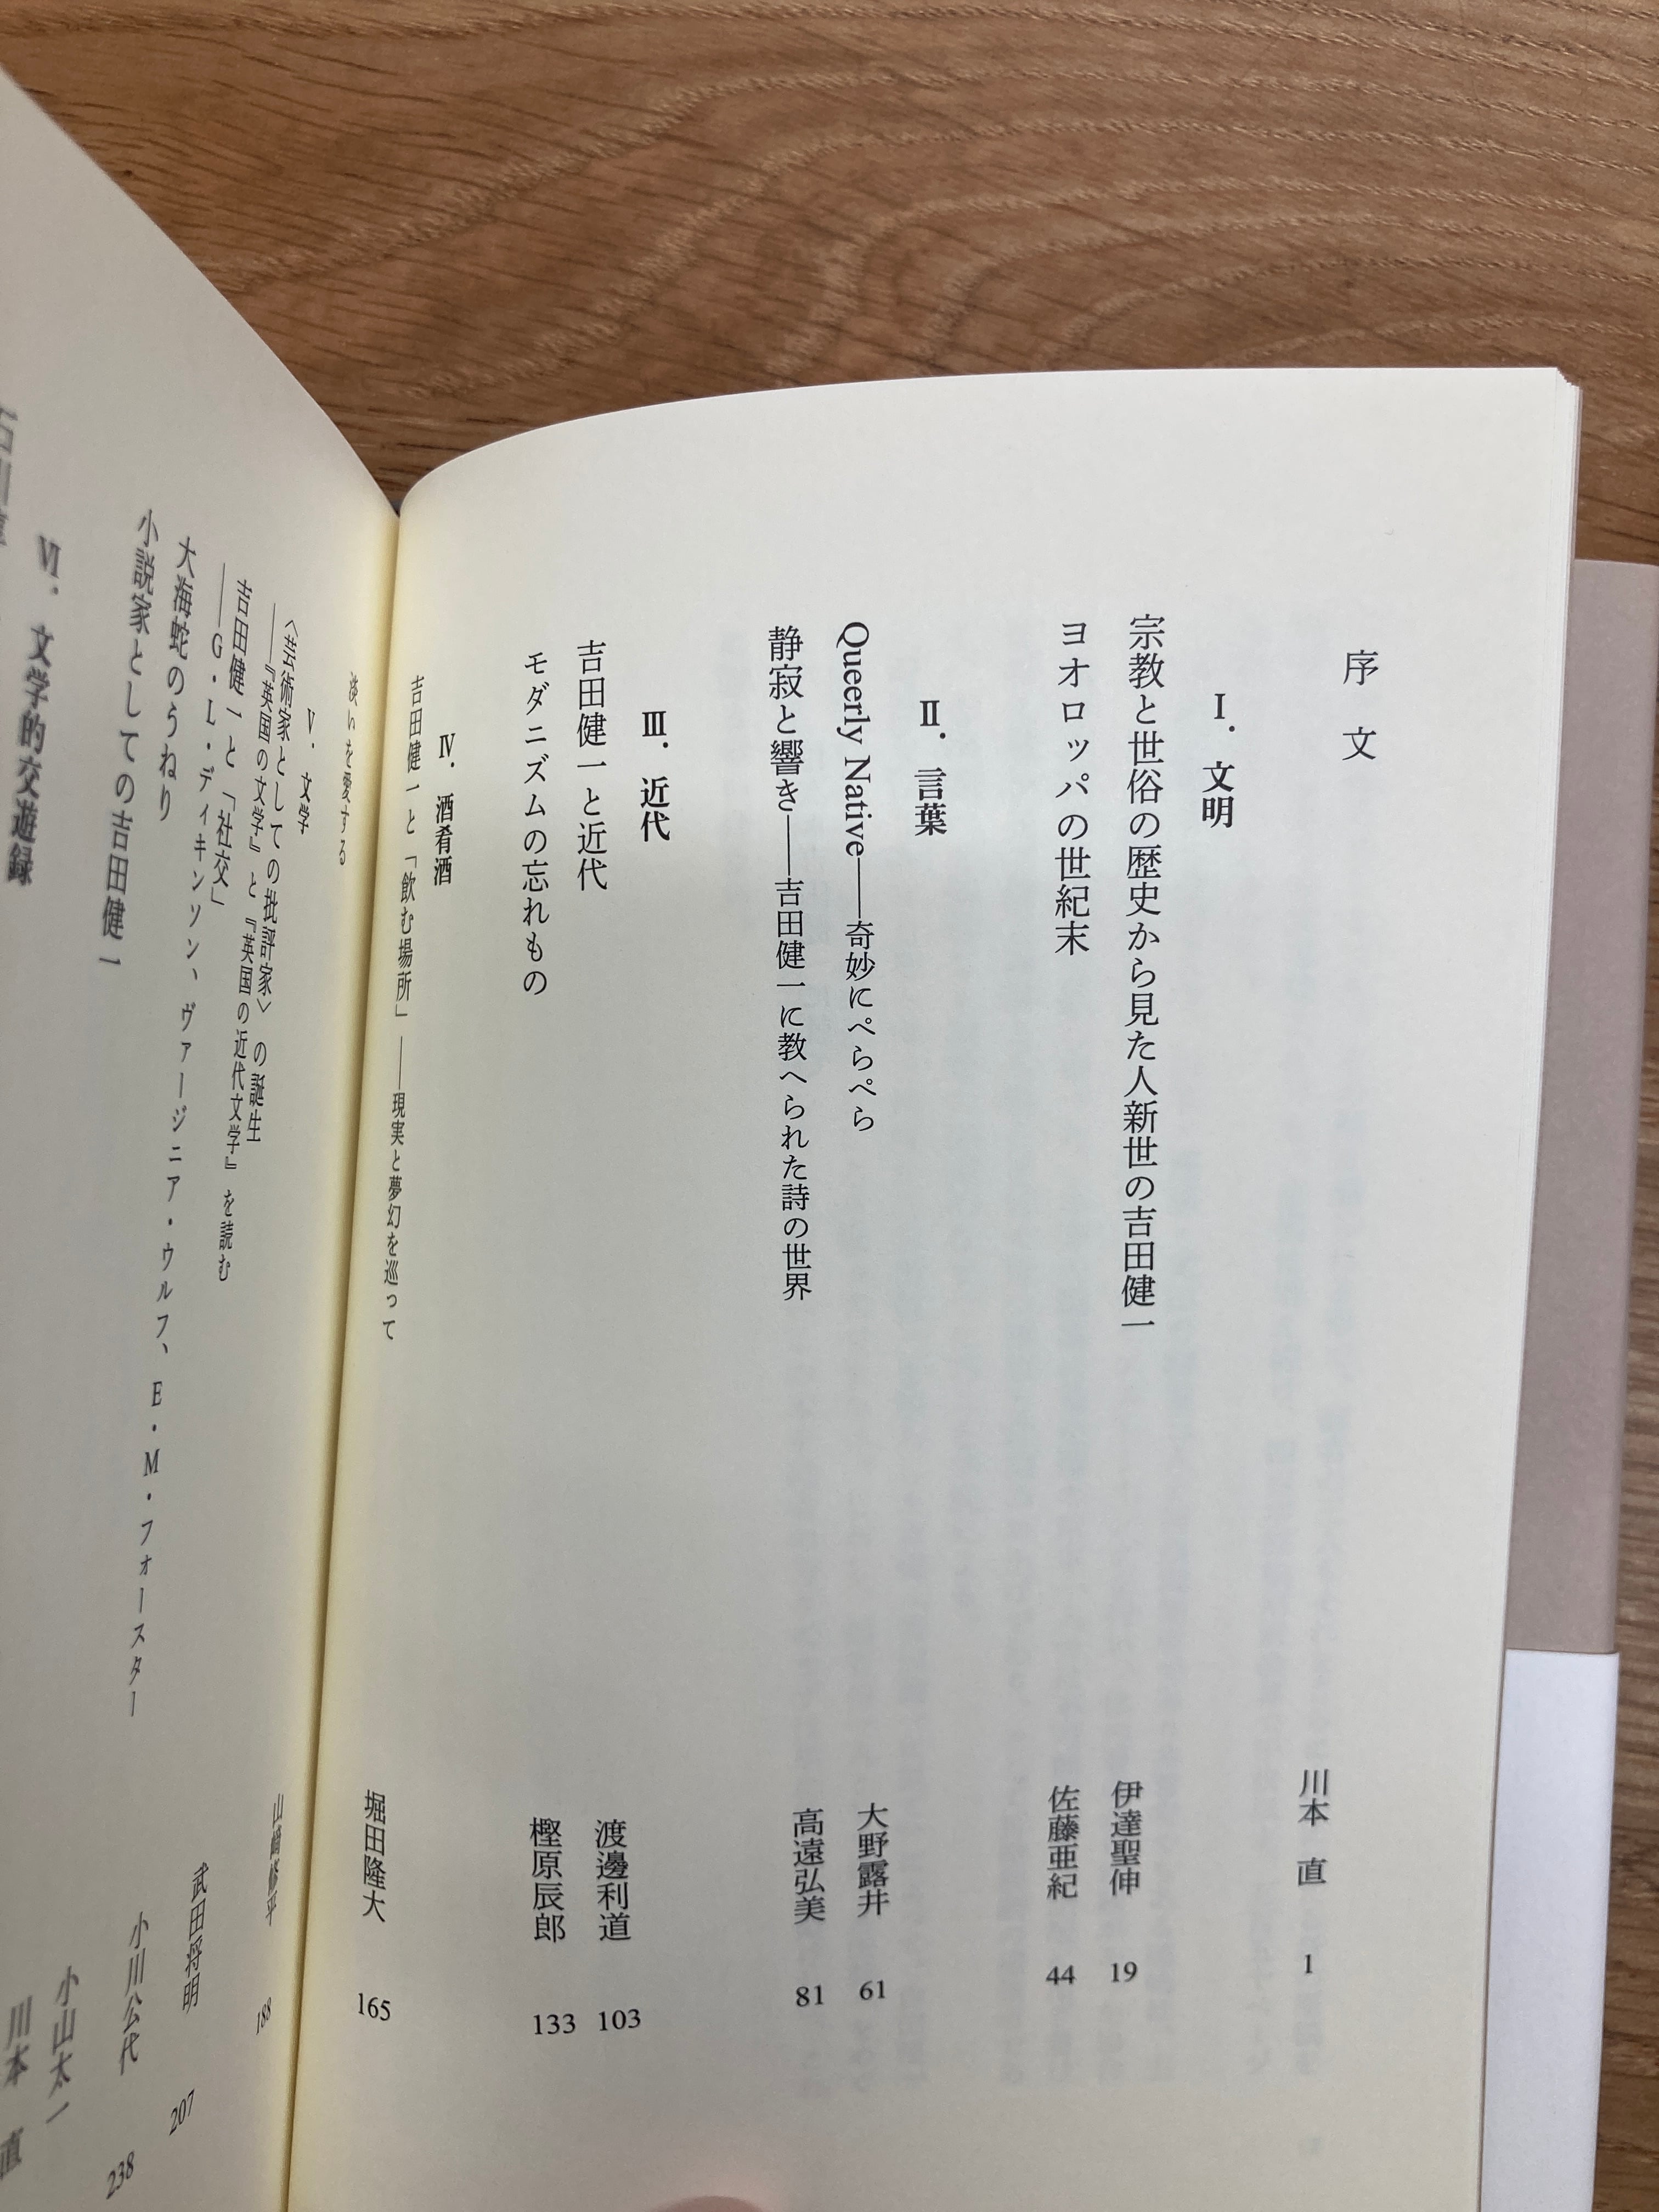 序文
川本　直　1
Ⅰ．文明
宗教と世俗の歴史から見た人新世の吉田健一　伊達聖伸　19
ヨオロッパの世紀末　佐藤亜紀　44
Ⅱ．言葉
Queerly Native——奇妙にぺらぺら　大野露井　61
静寂と響き——吉田健一に教へられた詩の世界　高遠弘美　81
Ⅲ．近代
吉田健一と近代　渡邊利道　103
モダニズムの忘れもの　樫原辰郎　133
Ⅳ．酒肴酒
吉田健一と「飲む場所」——現実と夢幻を巡って　堀田隆大　165
淡いを愛する　山﨑修平　188
Ⅴ．文学
〈芸術家としての批評家〉の誕生
——『英国の文学』と『英国の近代文学』を読む　武田将明　207
吉田健一と「社交」
——G・L・ディキンソン、ヴァージニア・ウルフ、E・M・フォースター　小川公代　238
大海蛇のうねり　小山太一
小説家としての吉田健一　川本　直
Ⅵ．文学的交遊録
石川